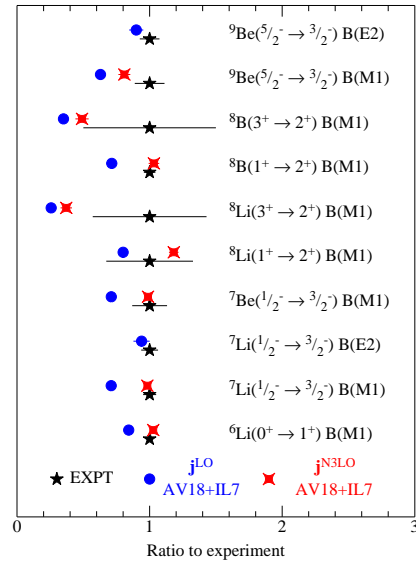 ⁹Be(⁵/₂⁻ → ³/₂⁻) B(E2)
⁹Be(⁵/₂⁻ → ³/₂⁻) B(M1)
⁸B(3⁺ → 2⁺) B(M1)
⁸B(1⁺ → 2⁺) B(M1)
⁸Li(3⁺ → 2⁺) B(M1)
⁸Li(1⁺ → 2⁺) B(M1)
⁷Be(¹/₂⁻ → ³/₂⁻) B(M1)
⁷Li(¹/₂⁻ → ³/₂⁻) B(E2)
⁷Li(¹/₂⁻ → ³/₂⁻) B(M1)
⁶Li(0⁺ → 1⁺) B(M1)
EXPT
j^LO
AV18+IL7
j^N3LO
AV18+IL7
0 1 2 3
Ratio to experiment